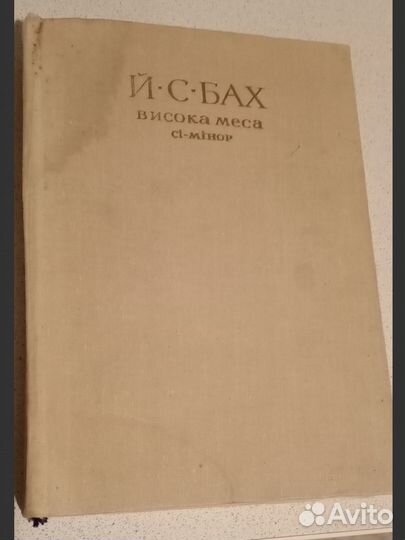 Й·С·БАХ
висока меса
сі-мінор
Avito